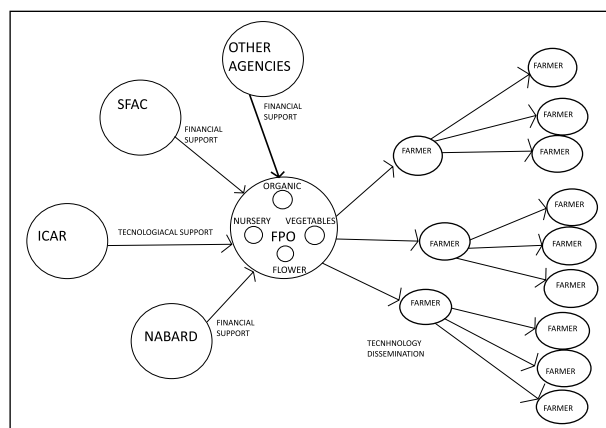 OTHER
AGENCIES
SFAC
FINANCIAL
SUPPORT
FINANCIAL
SUPPORT
ICAR
TECNOLOGIACAL SUPPORT
NABARD
FINANCIAL
SUPPORT
ORGANIC
NURSERY
VEGETABLES
FPO
FLOWER
FARMER
FARMER
FARMER
FARMER
FARMER
FARMER
FARMER
FARMER
FARMER
FARMER
FARMER
FARMER
TECNHNOLOGY
DISSEMINATION